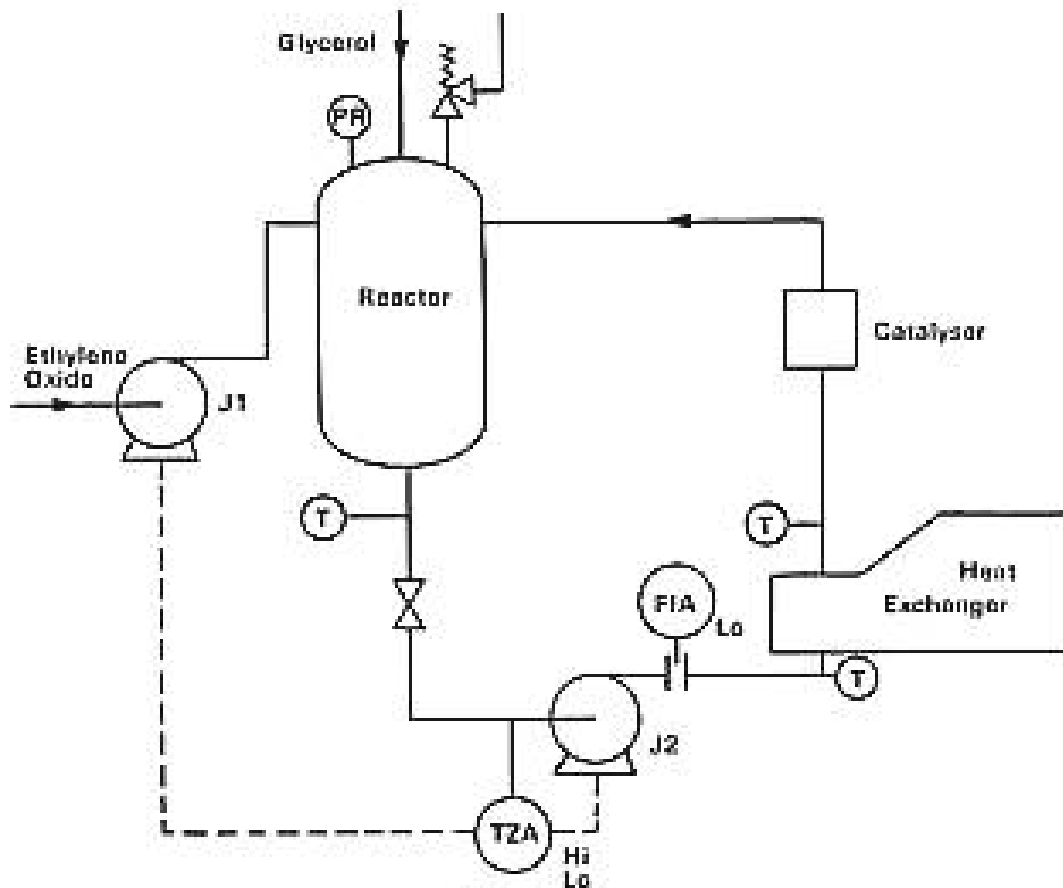 Glycerol
PR
Reactor
Ethylene
Oxide
J1
Catalyser
T
T
Heat
Exchanger
FIA
Lo
T
J2
TZA
Hi
Lo